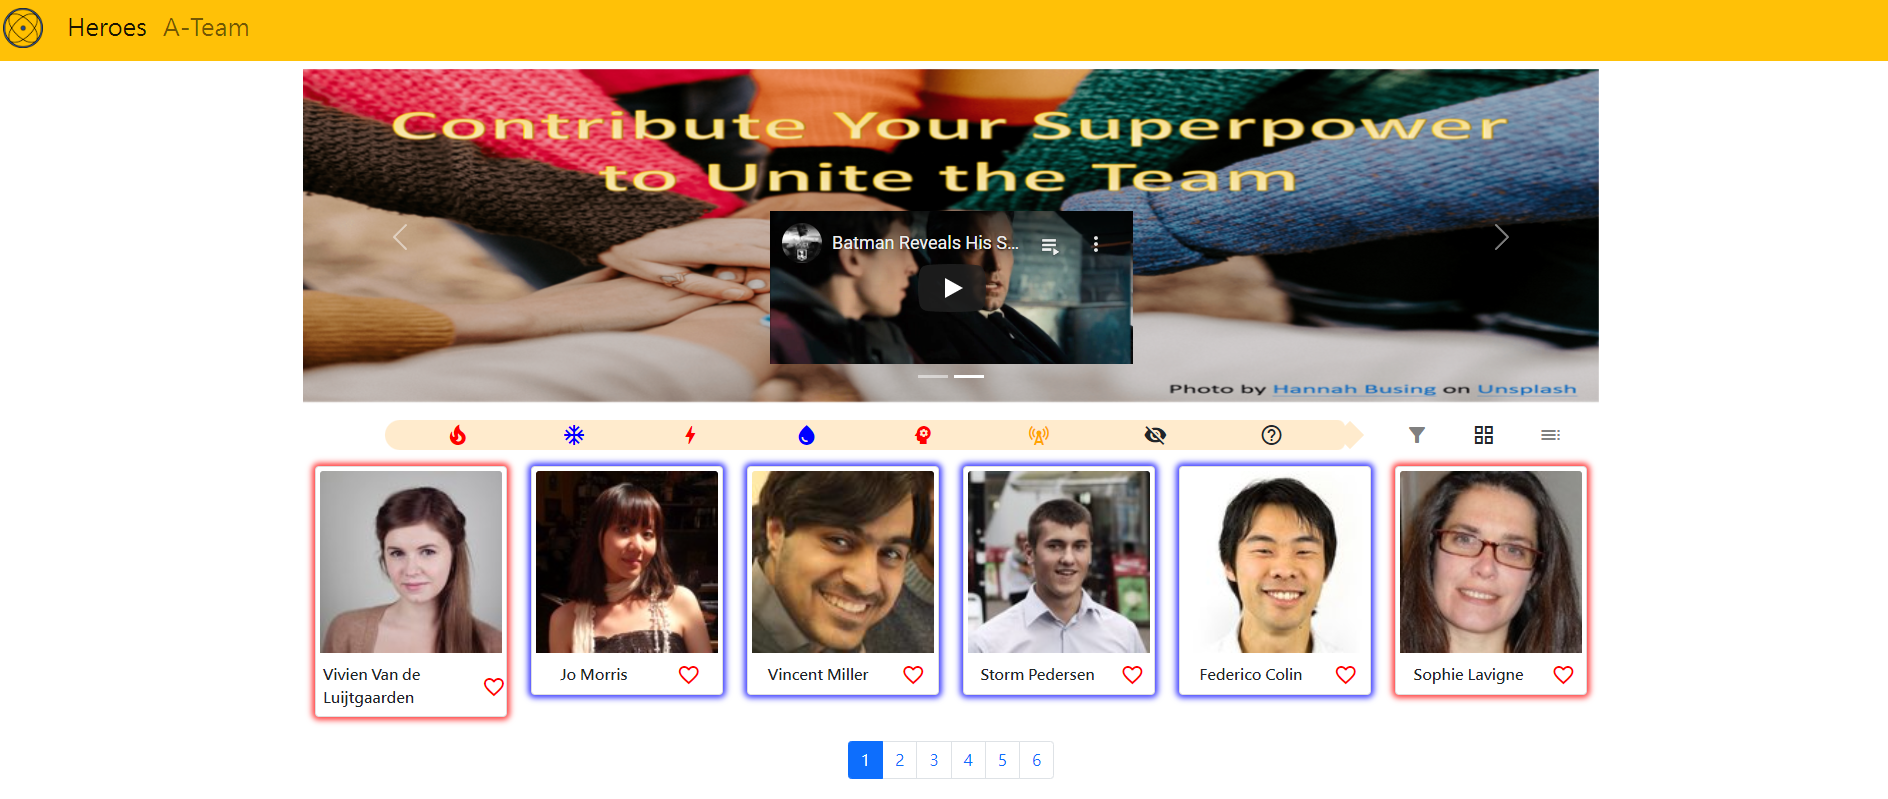 Heroes A-Team
Contribute Your Superpower
to Unite the Team
Batman Reveals His S...
Photo by Hannah Busing on Unsplash
Vivien Van de
Luijtgaarden
Jo Morris
Vincent Miller
Storm Pedersen
Federico Colin
Sophie Lavigne
1 2 3 4 5 6